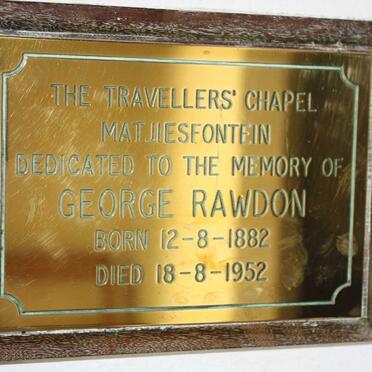 THE TRAVELLERS' CHAPEL
MATJIESFONTEIN
DEDICATED TO THE MEMORY OF
GEORGE RAWDON
BORN 12-8-1882
DIED 18-8-1952